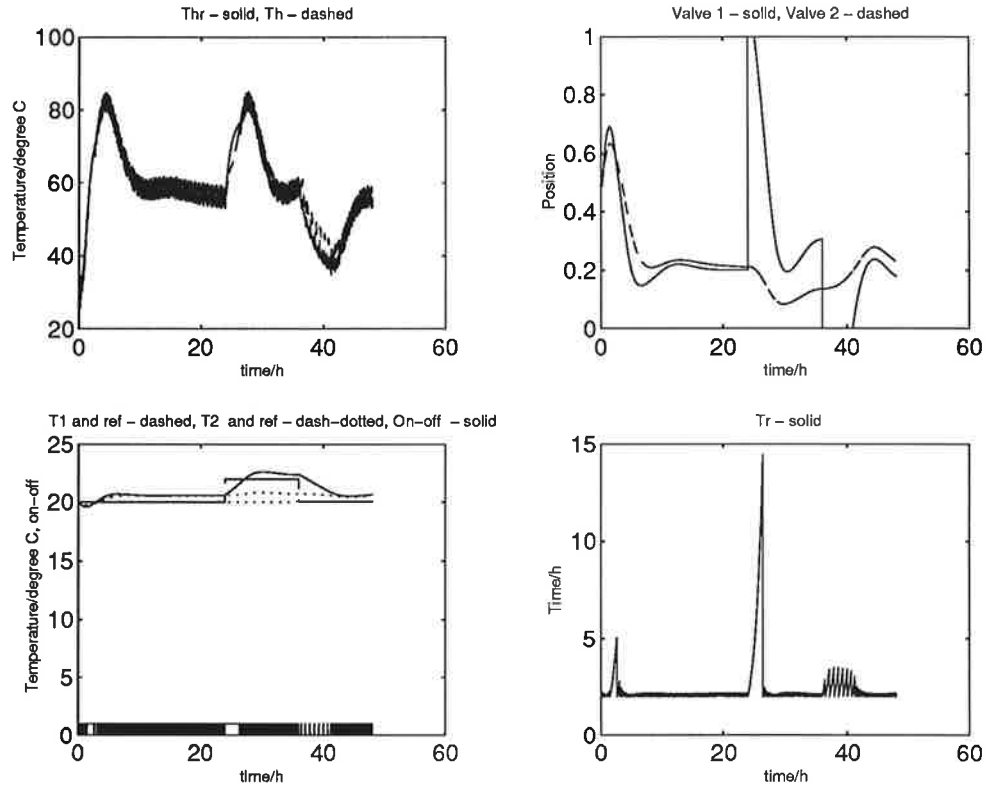 Thr – solid, Th – dashed
100
80
60
40
20
0 20 40 60
Temperature/degree C
time/h
Valve 1 – solid, Valve 2 – dashed
1
0.8
0.6
0.4
0.2
0
0 20 40 60
Position
time/h
T1 and ref – dashed, T2 and ref – dash–dotted, On–off – solid
25
20
15
10
5
0
0 20 40 60
Temperature/degree C, on–off
time/h
Tr – solid
15
10
5
0
0 20 40 60
Time/h
time/h